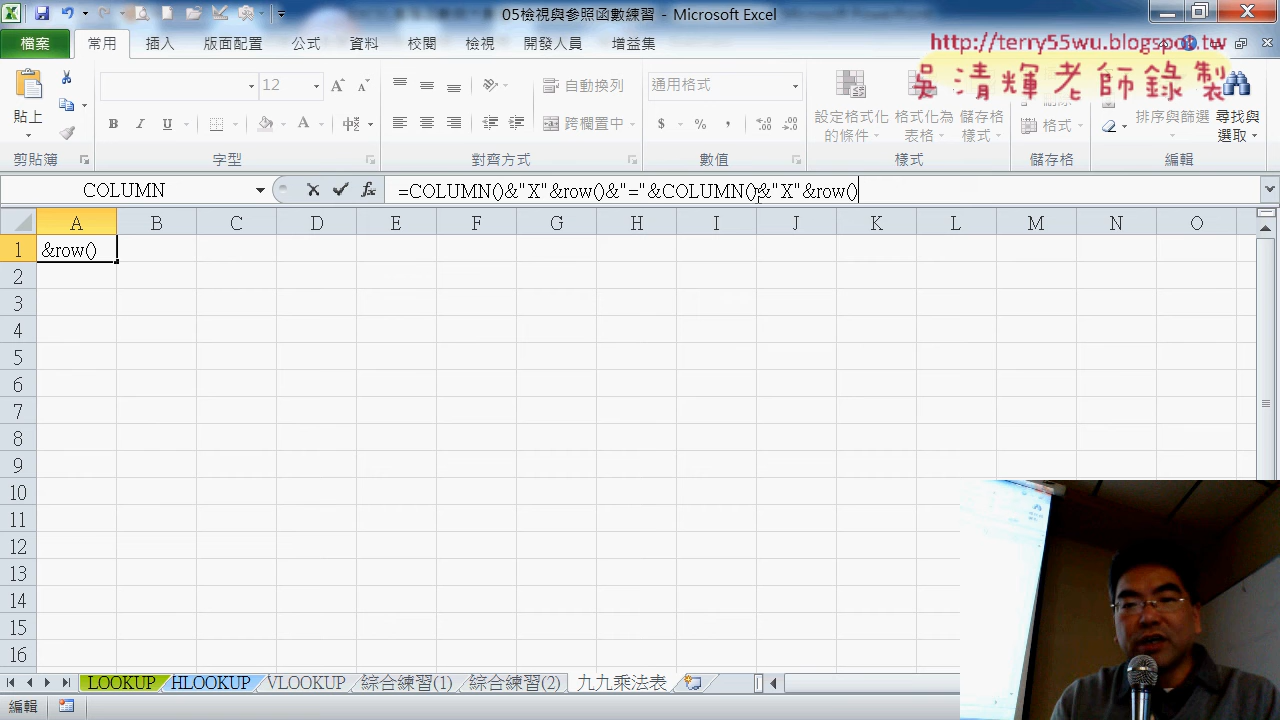 05檢視與參照函數練習 - Microsoft Excel
http://terry55wu.blogspot.tw
吳清輝老師錄製
檔案 常用 插入 版面配置 公式 資料 校閱 檢視 開發人員 增益集
12 自動換列 通用格式
貼上 跨欄置中 設定格式化的條件 格式化為表格 儲存格樣式 格式 排序與篩選 尋找與選取
剪貼簿 字型 對齊方式 數值 樣式 儲存格 編輯
COLUMN =COLUMN()&"X"&row()&"="&COLUMN()&"X"&row()
A B C D E F G H I J K L M N O
1 &row()
2
3
4
5
6
7
8
9
10
11
12
13
14
15
16
LOOKUP HLOOKUP VLOOKUP 綜合練習(1) 綜合練習(2) 九九乘法表
編輯